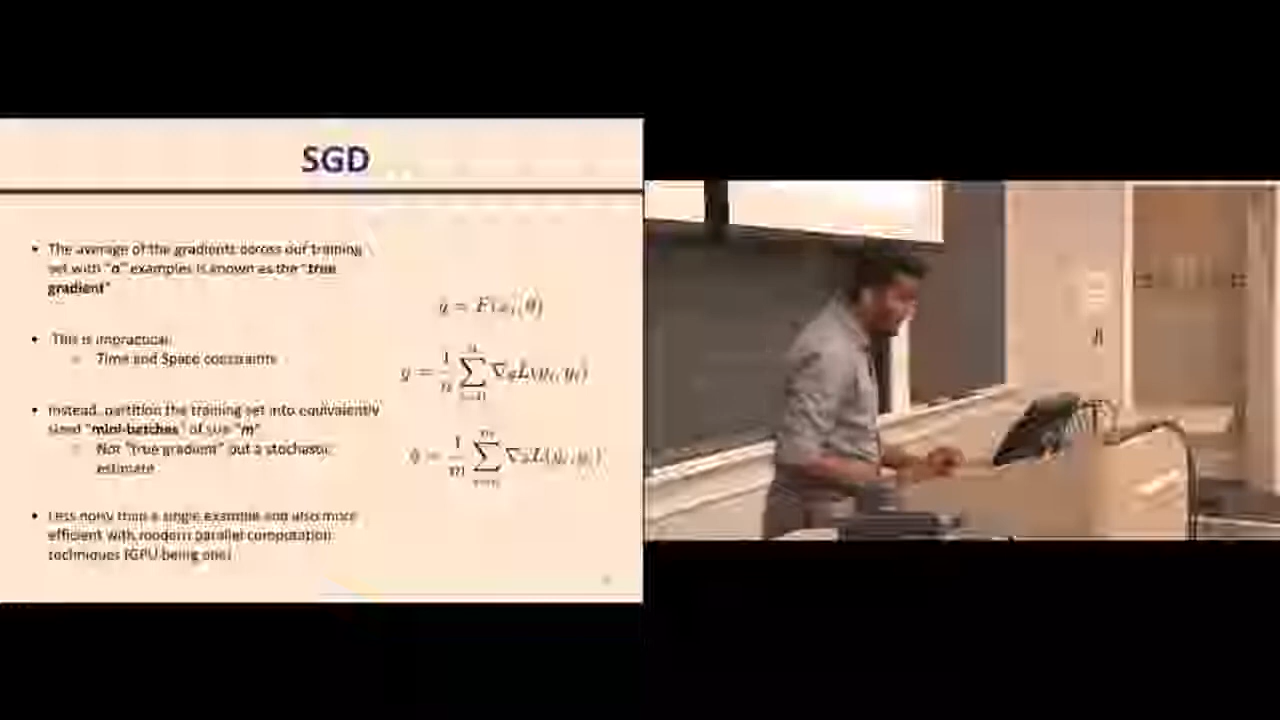 SGD
• The average of the gradients across our training
set with "n" examples is known as the "true
gradient"
• This is impractical:
Time and Space constraints
• Instead, partition the training set into equivalently
sized "mini-batches" of size "m"
Not "true gradient" but a stochastic
estimate
• Less noisy than a single example and also more
efficient with modern parallel computation
techniques (GPU being one)